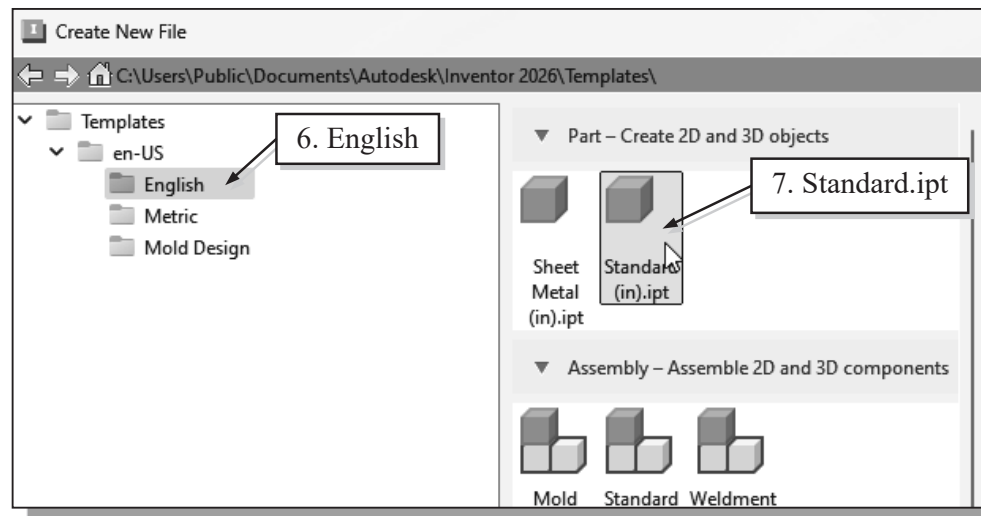 Create New File
C:\Users\Public\Documents\Autodesk\Inventor 2026\Templates\
Templates
en-US
English
Metric
Mold Design
6. English
Part – Create 2D and 3D objects
7. Standard.ipt
Sheet
Metal
(in).ipt
Standard
(in).ipt
Assembly – Assemble 2D and 3D components
Mold
Standard
Weldment